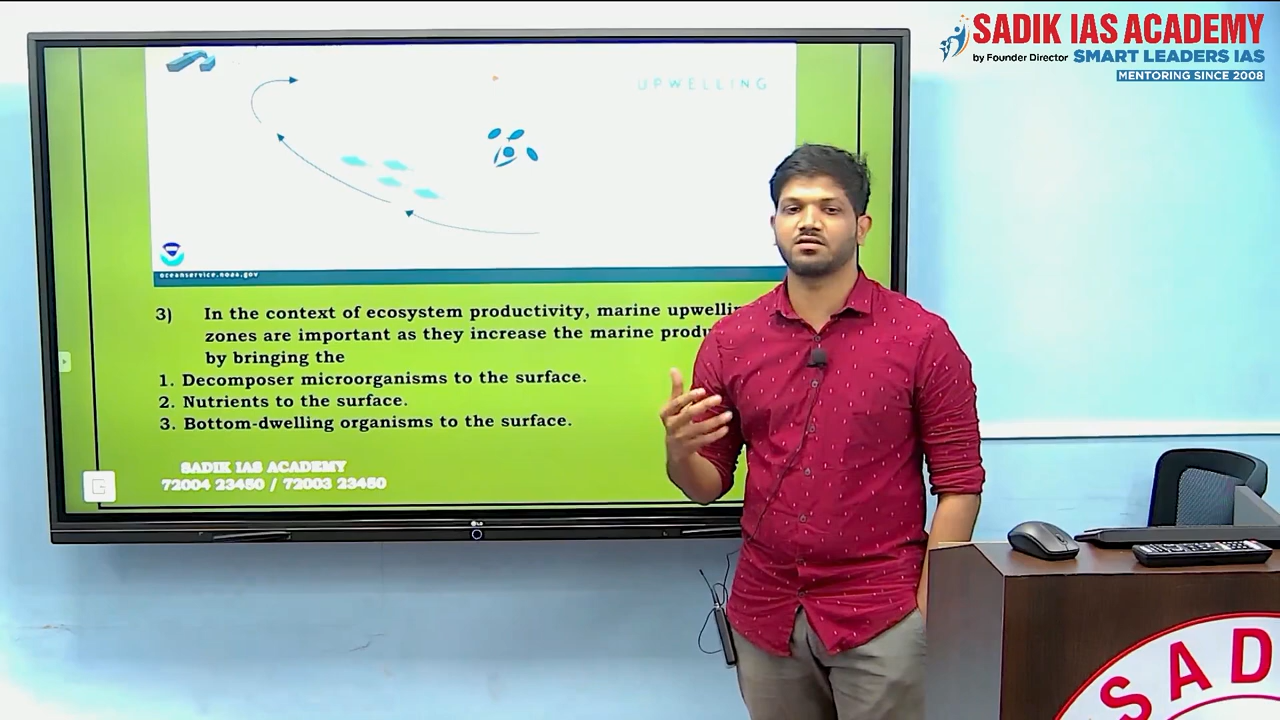 SADIK IAS ACADEMY
by Founder Director SMART LEADERS IAS
MENTORING SINCE 2008
UPWELLING
oceanservice.noaa.gov
3) In the context of ecosystem productivity, marine
zones are important as they increase the marine
by bringing the
1. Decomposer microorganisms to the surface.
2. Nutrients to the surface.
3. Bottom-dwelling organisms to the surface.
SADIK IAS ACADEMY
72004 23450 / 72003 23450
LG
SAD